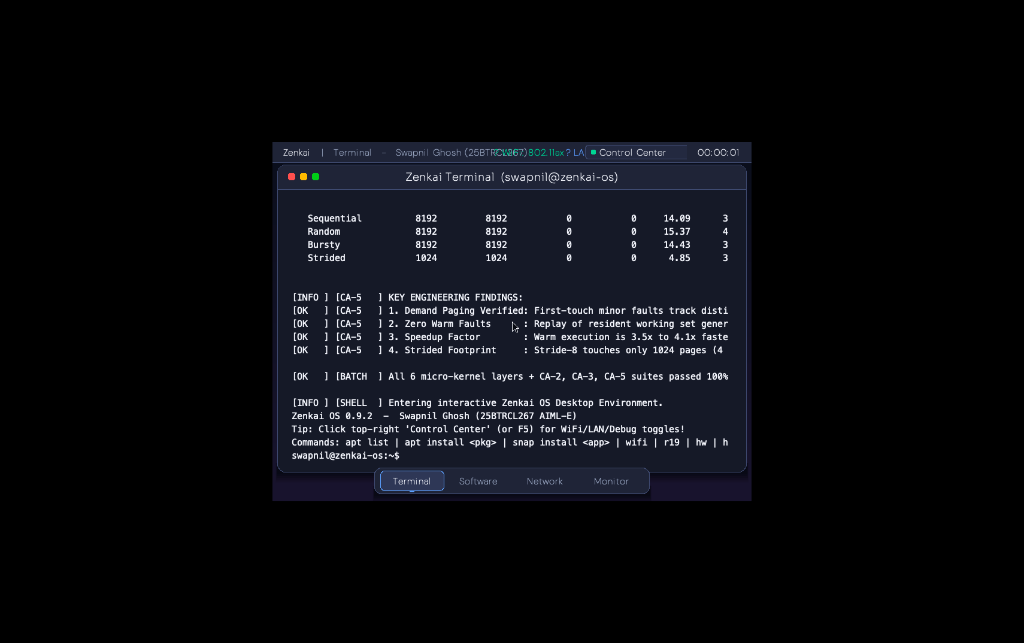 Zenkai | Terminal - Swapnil Ghosh (25BTRCL267) 802.11ax ? LA Control Center 00:00:01
Zenkai Terminal (swapnil@zenkai-os)
Sequential 8192 8192 0 0 14.09 3
Random 8192 8192 0 0 15.37 4
Bursty 8192 8192 0 0 14.43 3
Strided 1024 1024 0 0 4.85 3
[INFO ] [CA-5 ] KEY ENGINEERING FINDINGS:
[OK ] [CA-5 ] 1. Demand Paging Verified: First-touch minor faults track disti
[OK ] [CA-5 ] 2. Zero Warm Faults : Replay of resident working set gener
[OK ] [CA-5 ] 3. Speedup Factor : Warm execution is 3.5x to 4.1x faste
[OK ] [CA-5 ] 4. Strided Footprint : Stride-8 touches only 1024 pages (4
[OK ] [BATCH ] All 6 micro-kernel layers + CA-2, CA-3, CA-5 suites passed 100%
[INFO ] [SHELL ] Entering interactive Zenkai OS Desktop Environment.
Zenkai OS 0.9.2 - Swapnil Ghosh (25BTRCL267 AIML-E)
Tip: Click top-right 'Control Center' (or F5) for WiFi/LAN/Debug toggles!
Commands: apt list | apt install <pkg> | snap install <app> | wifi | r19 | hw | h
swapnil@zenkai-os:~$
Terminal Software Network Monitor